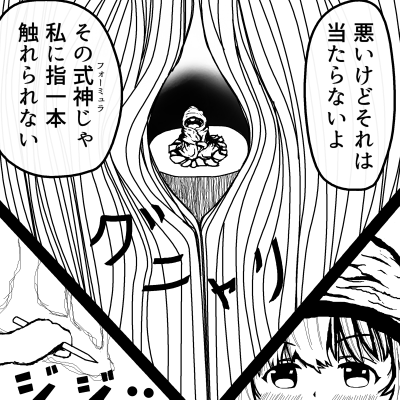 悪いけどそれは
当たらないよ
その式神じゃ
フォーミュラ
私に指一本
触れられない
グニャリ
ジジ‥